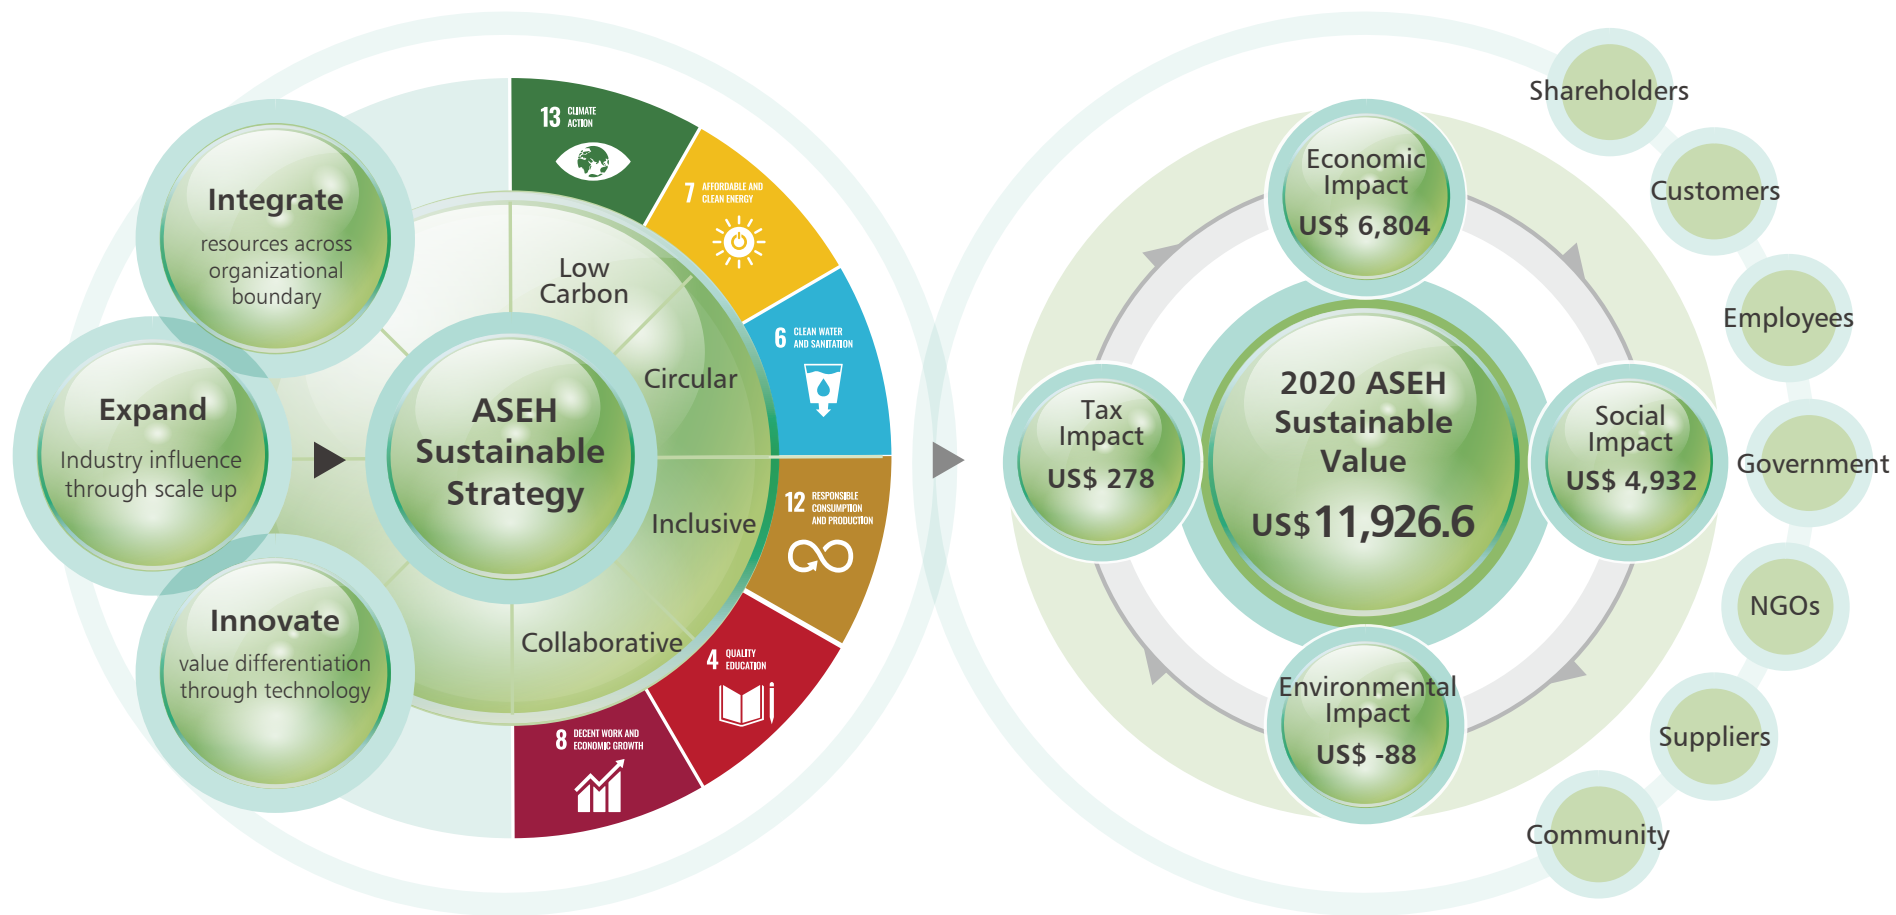 Integrate
resources across
organizational
boundary
Expand
Industry influence
through scale up
Innovate
value differentiation
through technology
ASEH
Sustainable
Strategy
Low
Carbon
Circular
Inclusive
Collaborative
13 CLIMATE
ACTION
7 AFFORDABLE AND
CLEAN ENERGY
6 CLEAN WATER
AND SANITATION
12 RESPONSIBLE
CONSUMPTION
AND PRODUCTION
4 QUALITY
EDUCATION
8 DECENT WORK AND
ECONOMIC GROWTH
Economic
Impact
US$ 6,804
Tax
Impact
US$ 278
2020 ASEH
Sustainable
Value
US$11,926.6
Social
Impact
US$ 4,932
Environmental
Impact
US$ -88
Shareholders
Customers
Employees
Government
NGOs
Suppliers
Community